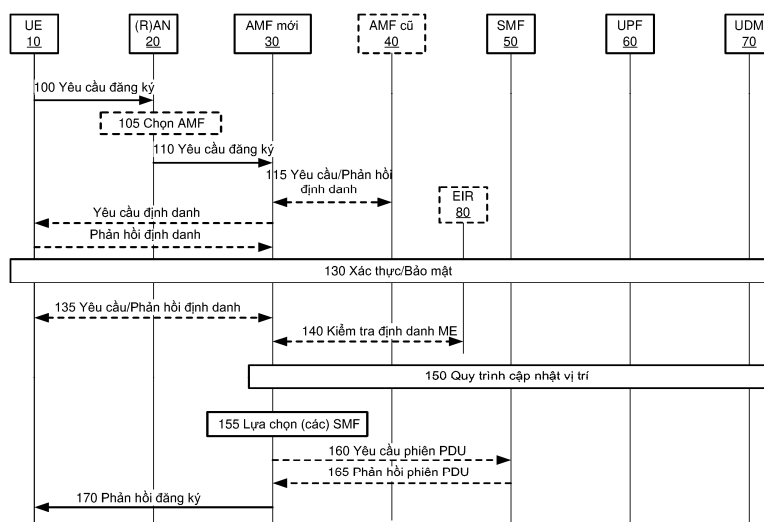 UE
10
(R)AN
20
AMF mới
30
AMF cũ
40
SMF
50
UPF
60
UDM
70
100 Yêu cầu đăng ký
105 Chọn AMF
110 Yêu cầu đăng ký
115 Yêu cầu/Phản hồi
định danh
EIR
80
Yêu cầu định danh
Phản hồi định danh
130 Xác thực/Bảo mật
135 Yêu cầu/Phản hồi định danh
140 Kiểm tra định danh ME
150 Quy trình cập nhật vị trí
155 Lựa chọn (các) SMF
160 Yêu cầu phiên PDU
165 Phản hồi phiên PDU
170 Phản hồi đăng ký